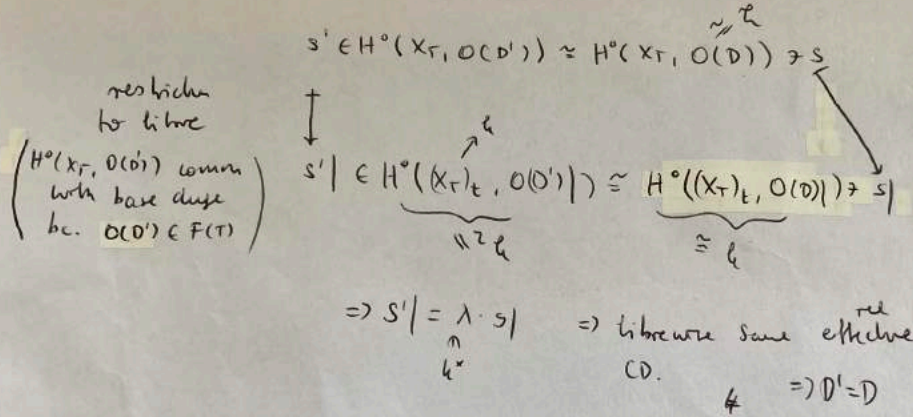 ≈ h
s' ∈ H°(X_T, O(D')) ≃ H°(X_T, O(D)) ∋ s
restriction
to fibre
(H°(X_T, O(D')) comm
with base change
bc. O(D') ∈ F(T))
s'| ∈ H°((X_T)_t, O(D')|) ≅ H°((X_T)_t, O(D)|) ∋ s|
≅ k
≅ k
=> s'| = λ · s| => fibrewise same rel effective
k* CD.
=> D' = D